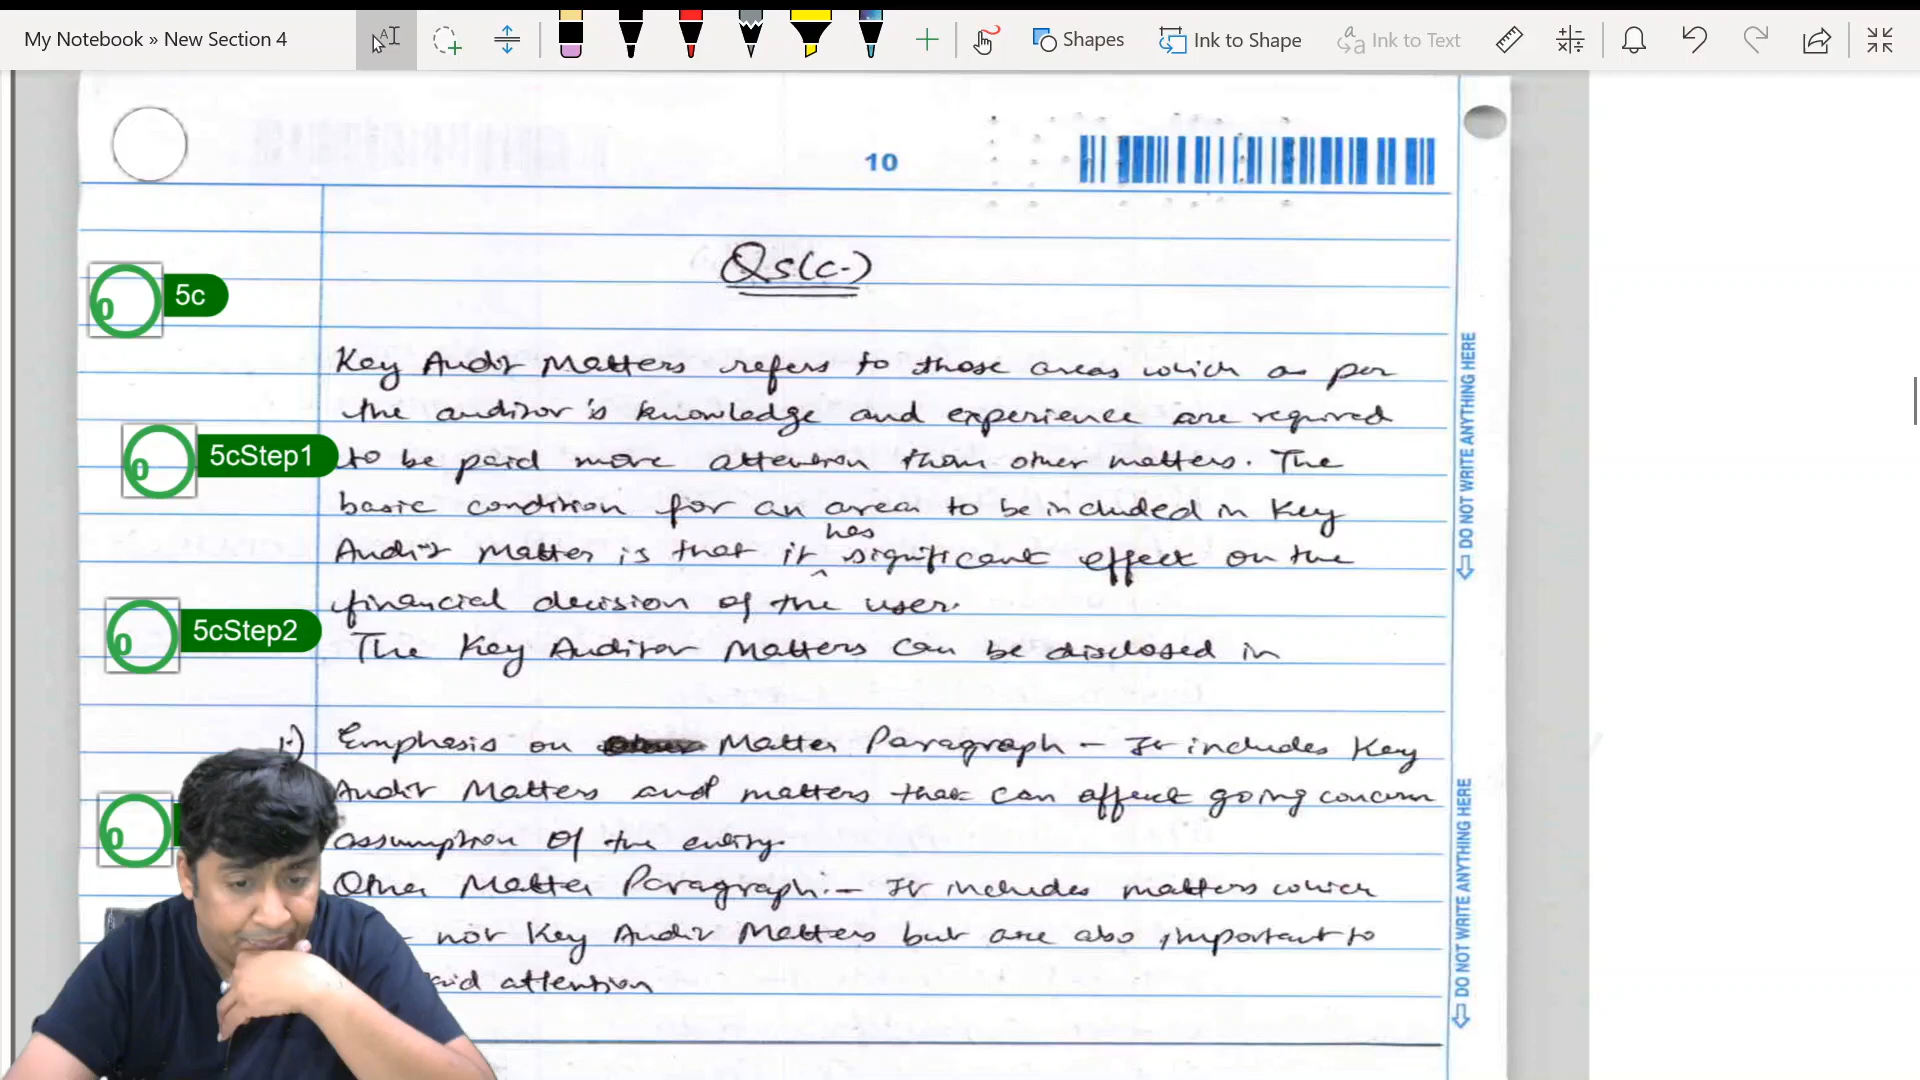 My Notebook » New Section 4
Shapes
Ink to Shape
Ink to Text
10
Q5(c.)
5c
Key Audit Matters refers to those areas which as per
the auditor's knowledge and experience are required
5cStep1
to be paid more attention than other matters. The
basic condition for an area to be included in Key
has
Audit Matter is that it ^ significant effect on the
financial decision of the user.
5cStep2
The Key Auditor Matters can be disclosed in
1.) Emphasis on Matter Paragraph - It includes Key
Audit Matters and matters that can affect going concern
assumption of the entity.
Other Matter Paragraph:- It includes matters which
not Key Audit Matters but are also important to
attention
0
0
0
0
DO NOT WRITE ANYTHING HERE
DO NOT WRITE ANYTHING HERE